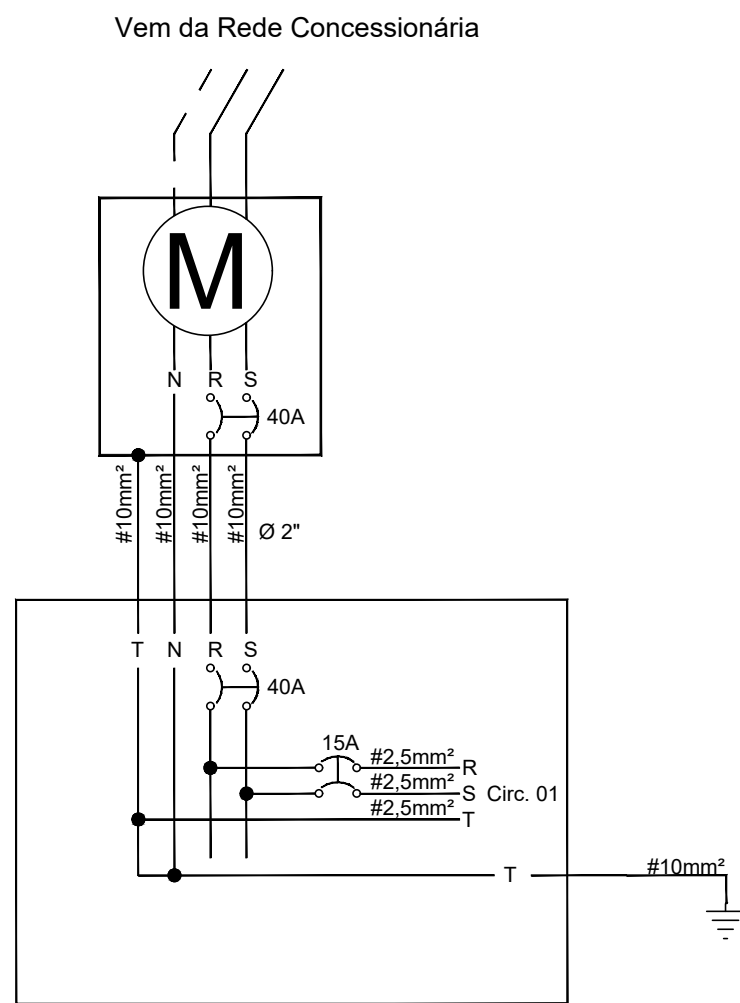 Vem da Rede Concessionária
M
N R S
40A
#10mm² #10mm² #10mm² #10mm² Ø 2"
T N R S
40A
15A
#2,5mm² R
#2,5mm² S Circ. 01
#2,5mm² T
T #10mm²